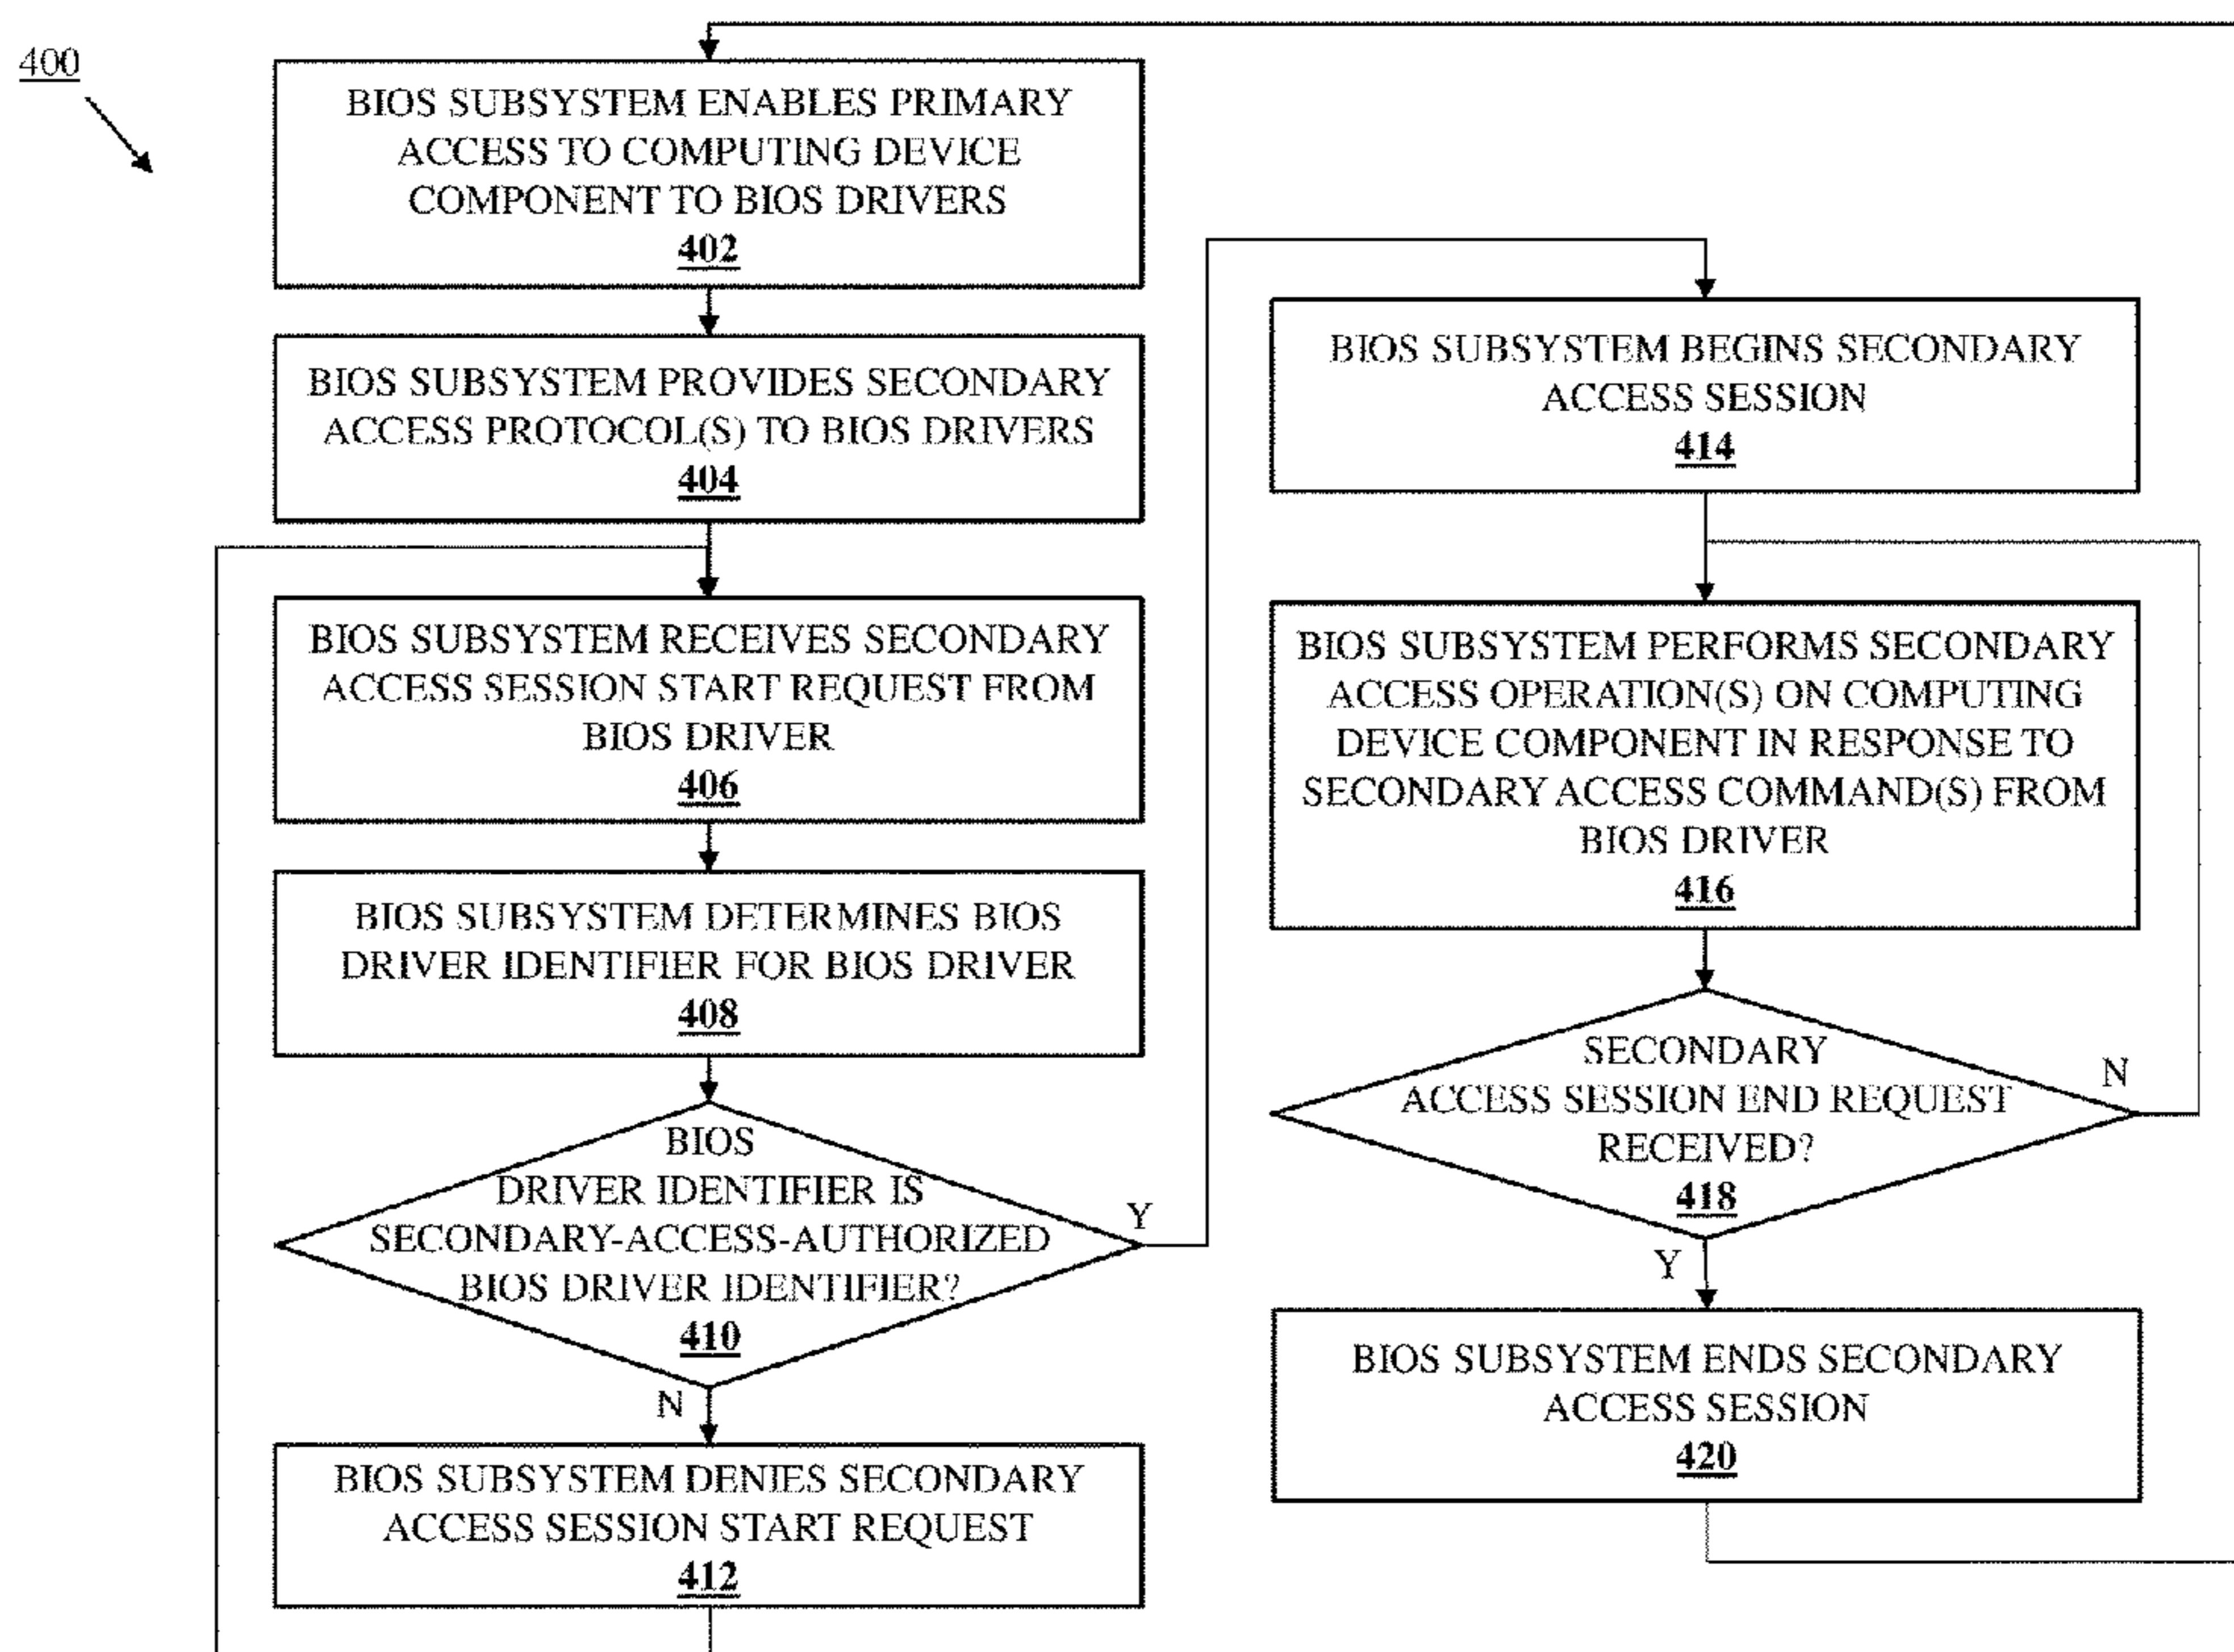 400
BIOS SUBSYSTEM ENABLES PRIMARY
ACCESS TO COMPUTING DEVICE
COMPONENT TO BIOS DRIVERS
402
BIOS SUBSYSTEM PROVIDES SECONDARY
ACCESS PROTOCOL(S) TO BIOS DRIVERS
404
BIOS SUBSYSTEM RECEIVES SECONDARY
ACCESS SESSION START REQUEST FROM
BIOS DRIVER
406
BIOS SUBSYSTEM DETERMINES BIOS
DRIVER IDENTIFIER FOR BIOS DRIVER
408
BIOS
DRIVER IDENTIFIER IS
SECONDARY-ACCESS-AUTHORIZED
BIOS DRIVER IDENTIFIER?
410
Y
N
BIOS SUBSYSTEM DENIES SECONDARY
ACCESS SESSION START REQUEST
412
BIOS SUBSYSTEM BEGINS SECONDARY
ACCESS SESSION
414
BIOS SUBSYSTEM PERFORMS SECONDARY
ACCESS OPERATION(S) ON COMPUTING
DEVICE COMPONENT IN RESPONSE TO
SECONDARY ACCESS COMMAND(S) FROM
BIOS DRIVER
416
SECONDARY
ACCESS SESSION END REQUEST
RECEIVED?
418
N
Y
BIOS SUBSYSTEM ENDS SECONDARY
ACCESS SESSION
420